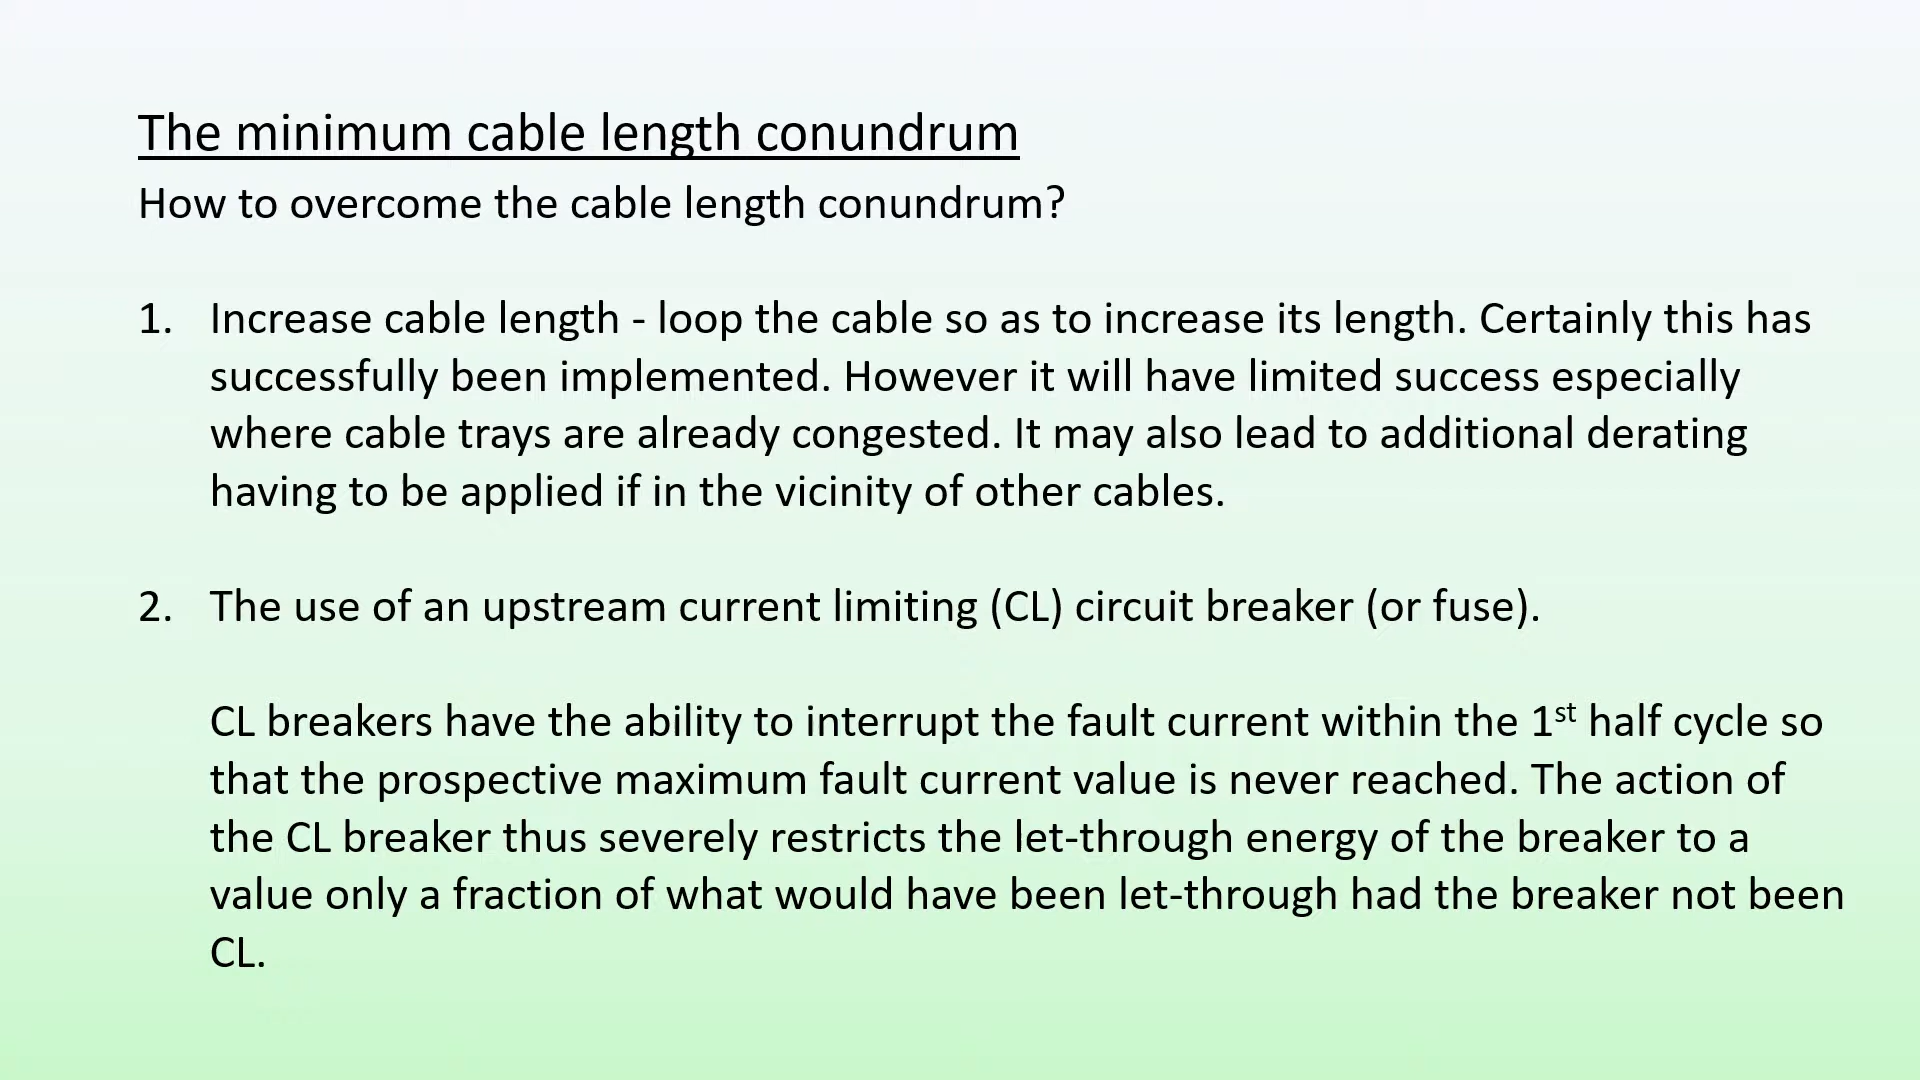 The minimum cable length conundrum
How to overcome the cable length conundrum?
1. Increase cable length - loop the cable so as to increase its length. Certainly this has
successfully been implemented. However it will have limited success especially
where cable trays are already congested. It may also lead to additional derating
having to be applied if in the vicinity of other cables.
2. The use of an upstream current limiting (CL) circuit breaker (or fuse).
CL breakers have the ability to interrupt the fault current within the 1st half cycle so
that the prospective maximum fault current value is never reached. The action of
the CL breaker thus severely restricts the let-through energy of the breaker to a
value only a fraction of what would have been let-through had the breaker not been
CL.